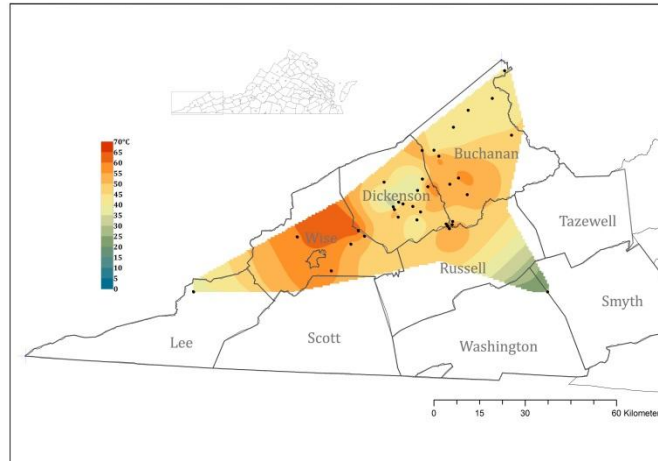 70°C
65
60
55
50
45
40
35
30
25
20
15
10
5
0
Buchanan
Dickenson
Tazewell
Wise
Russell
Smyth
Lee
Scott
Washington
0 15 30 60 Kilometer